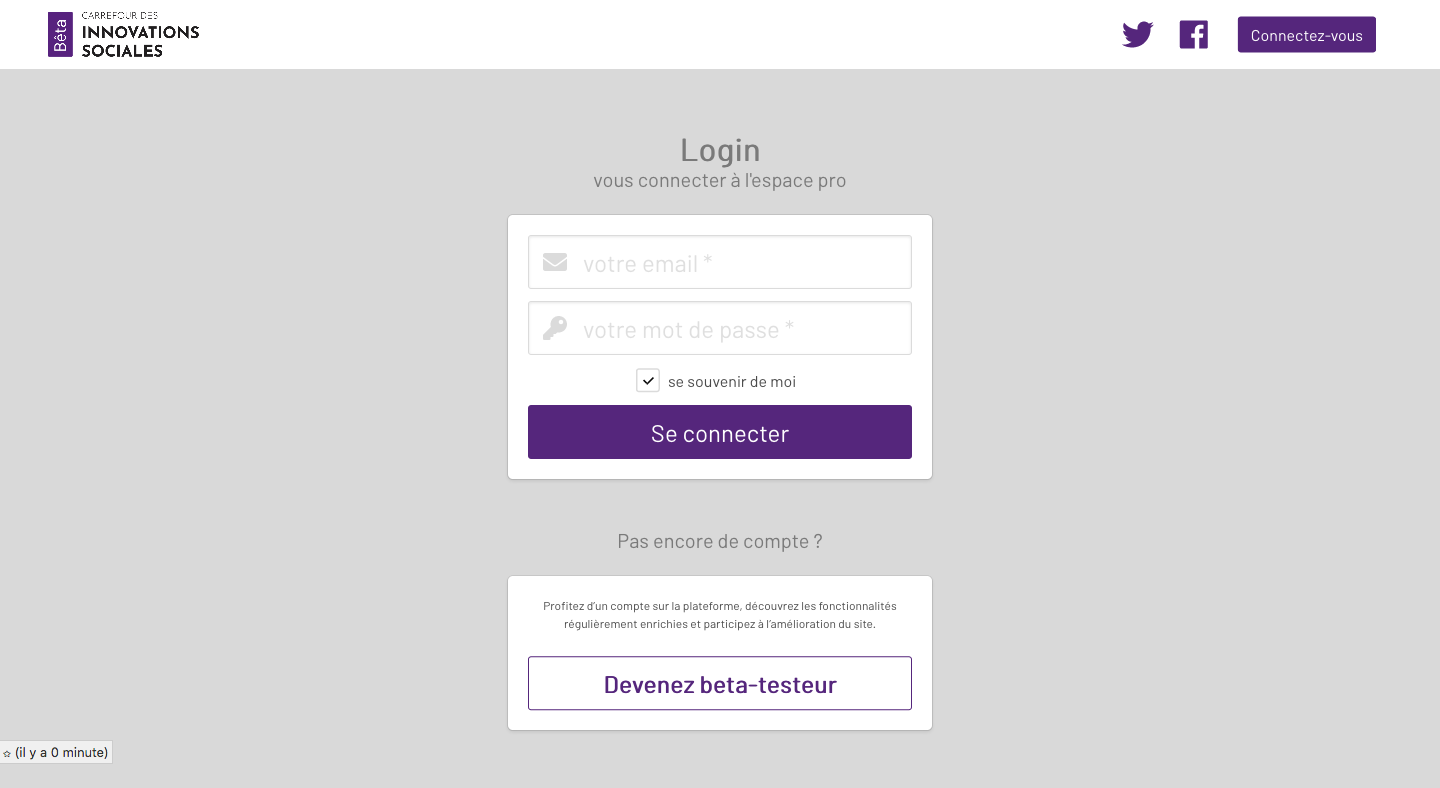 Bêta
CARREFOUR DES
INNOVATIONS
SOCIALES
Connectez-vous
Login
vous connecter à l'espace pro
votre email *
votre mot de passe *
se souvenir de moi
Se connecter
Pas encore de compte ?
Profitez d'un compte sur la plateforme, découvrez les fonctionnalités
régulièrement enrichies et participez à l'amélioration du site.
Devenez beta-testeur
☆ (il y a 0 minute)